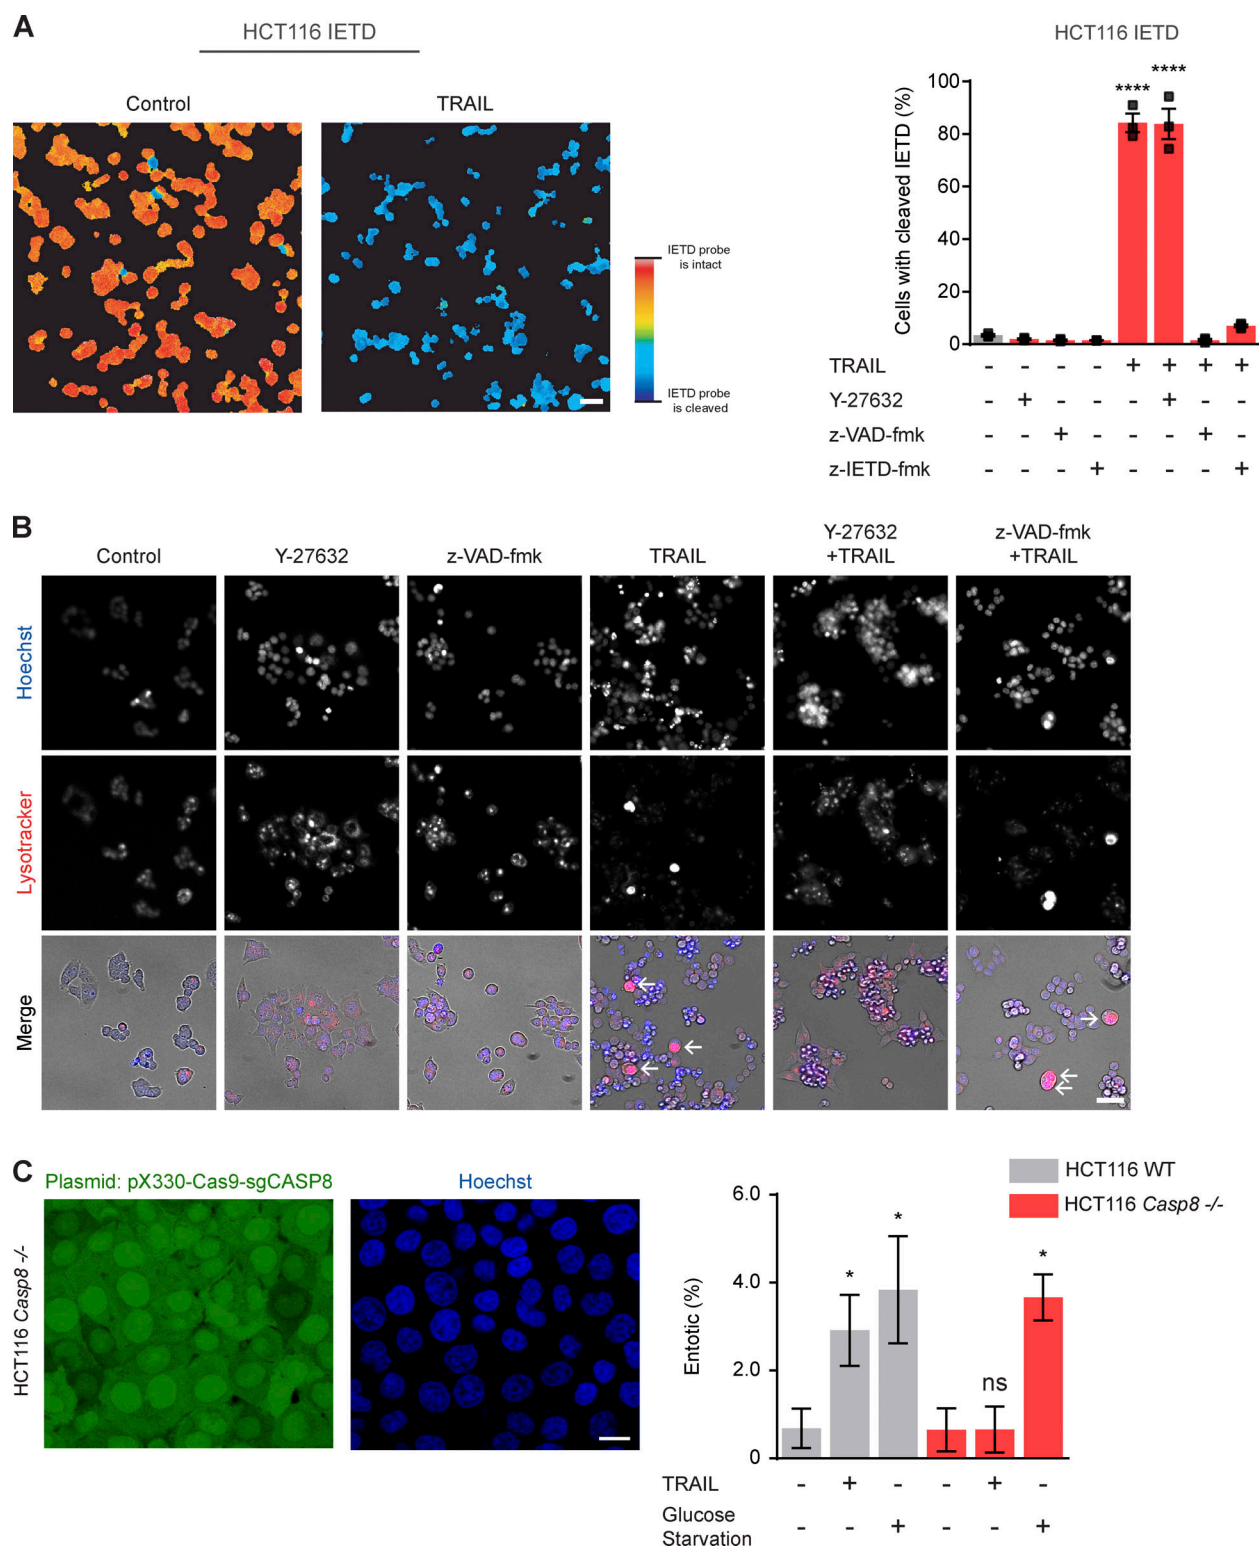 A
HCT116 IETD
Control
TRAIL
IETD probe
is intact
IETD probe
is cleaved
HCT116 IETD
Cells with cleaved IETD (%)
100
80
60
40
20
0
****
****
TRAIL - - - - + + + +
Y-27632 - + - - - + - -
z-VAD-fmk - - + - - - + -
z-IETD-fmk - - - + - - - +
B
Control
Y-27632
z-VAD-fmk
TRAIL
Y-27632
+TRAIL
z-VAD-fmk
+TRAIL
Hoechst
Lysotracker
Merge
C
Plasmid: pX330-Cas9-sgCASP8
Hoechst
HCT116 Casp8 -/-
HCT116 WT
HCT116 Casp8 -/-
Entotic (%)
6.0
4.0
2.0
0
*
*
ns
*
TRAIL - + - - + -
Glucose
Starvation - - + - - +